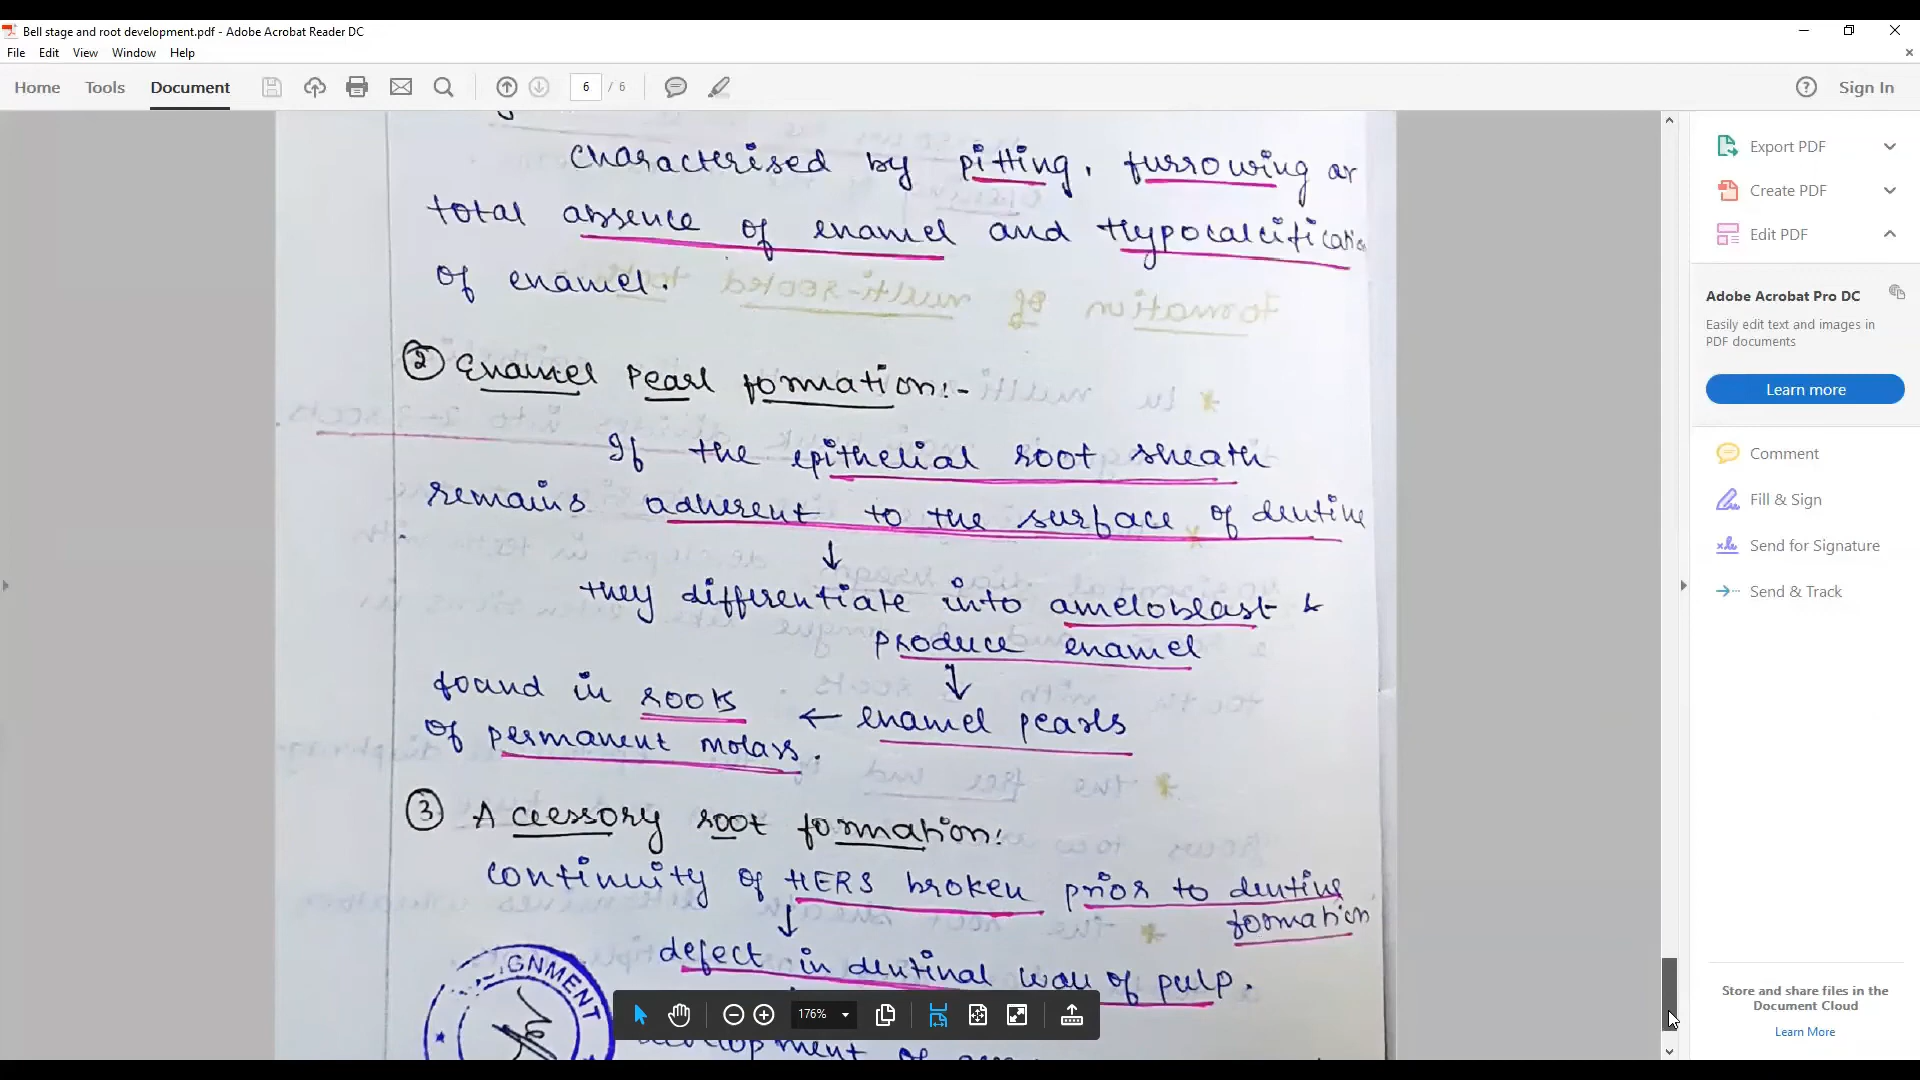 Bell stage and root development.pdf - Adobe Acrobat Reader DC
File Edit View Window Help
Home Tools Document 6 / 6 Sign In
characterised by pitting, furrowing or
total absence of enamel and Hypocalcification
of enamel.
② Enamel Pearl formation:-
If the epithelial root sheath
remains adherent to the surface of dentine
↓
they differentiate into ameloblast &
produce enamel
↓
found in roots ← enamel pearls
of permanent molars.
③ Accessory root formation:
continuity of HERS broken prior to dentine
formation
↓
defect in dentinal wall of pulp.
development of
GNMENT
176%
Export PDF
Create PDF
Edit PDF
Adobe Acrobat Pro DC
Easily edit text and images in
PDF documents
Learn more
Comment
Fill & Sign
Send for Signature
Send & Track
Store and share files in the
Document Cloud
Learn More